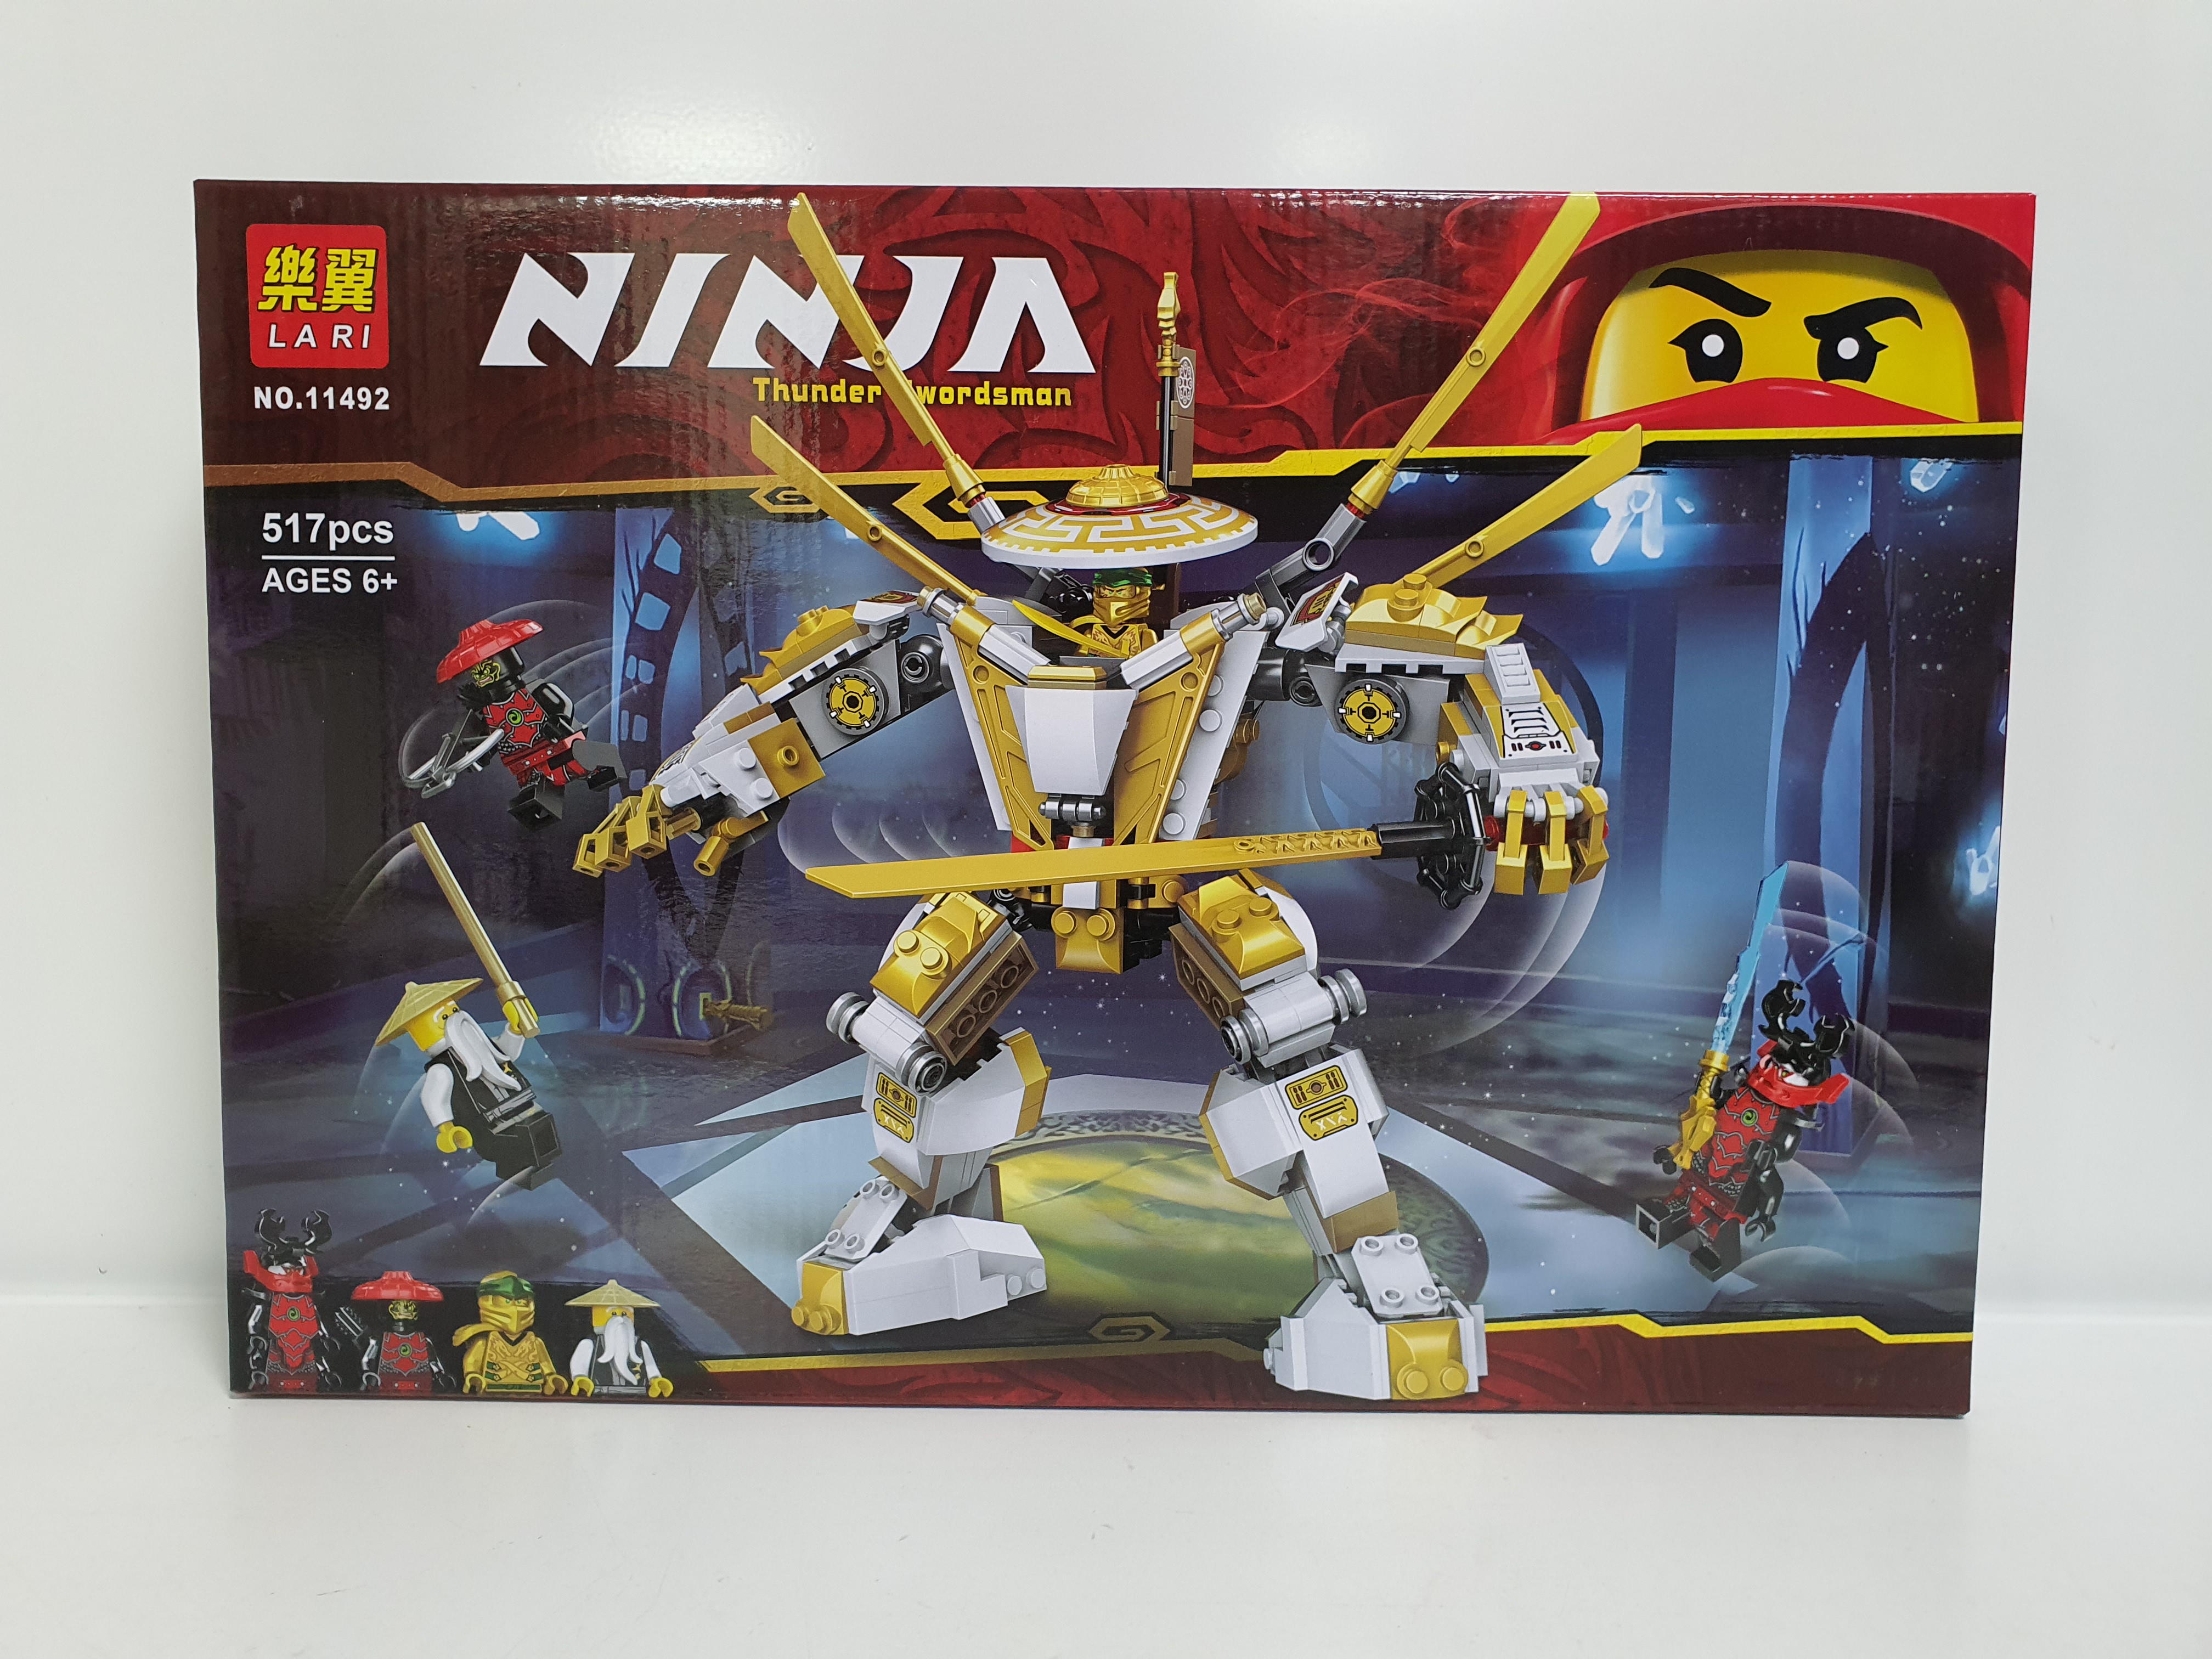 樂翼
LARI
NO.11492
NINJA
Thunder wordsman
517pcs
AGES 6+